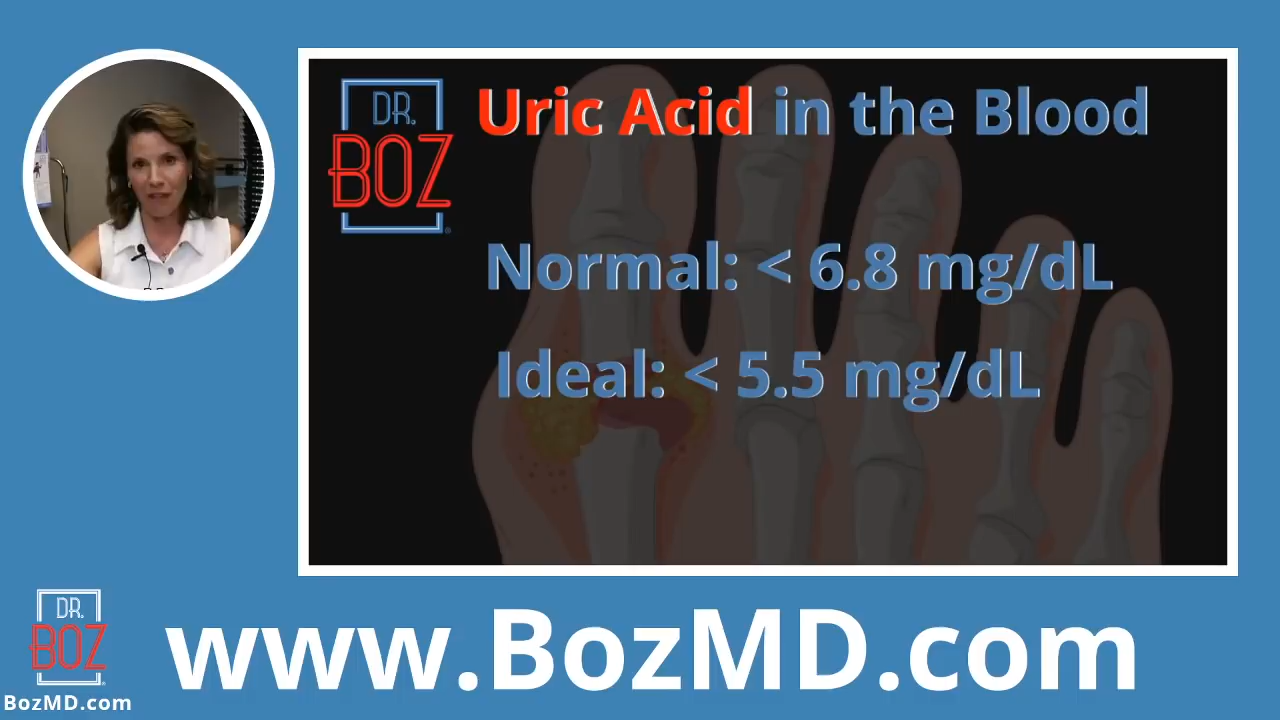 DR.
BOZ
Uric Acid in the Blood
Normal: < 6.8 mg/dL
Ideal: < 5.5 mg/dL
DR.
BOZ
BozMD.com
www.BozMD.com